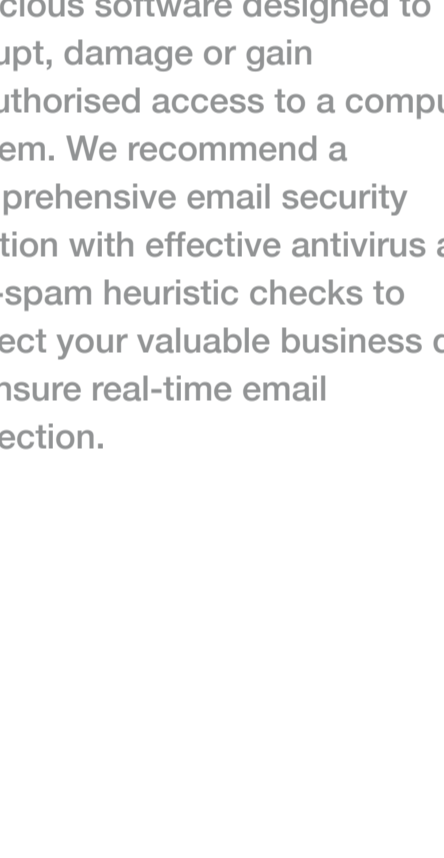 cious software designed to
upt, damage or gain
uthorised access to a compu
em. We recommend a
prehensive email security
tion with effective antivirus a
-spam heuristic checks to
ect your valuable business
nsure real-time email
ection.